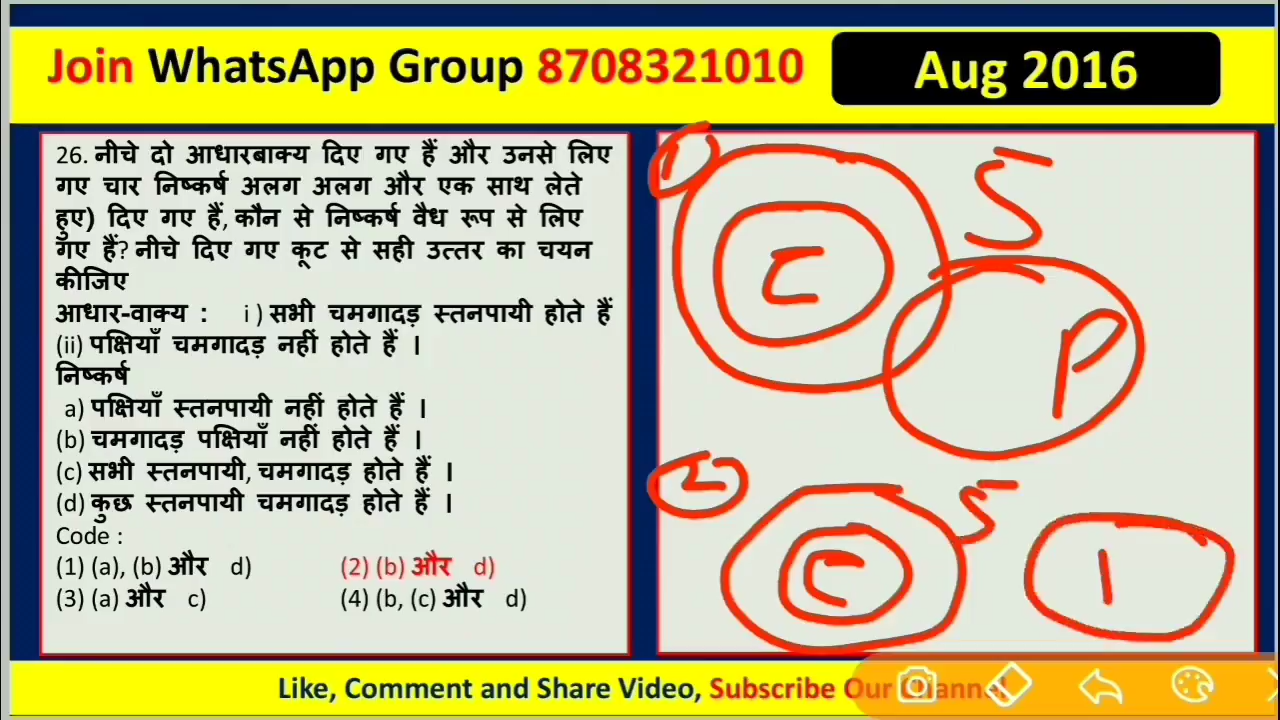 Join WhatsApp Group 8708321010
Aug 2016
26. नीचे दो आधारबाक्य दिए गए हैं और उनसे लिए
गए चार निष्कर्ष अलग अलग और एक साथ लेते
हुए) दिए गए हैं, कौन से निष्कर्ष वैध रूप से लिए
गए हैं? नीचे दिए गए कूट से सही उत्तर का चयन
कीजिए
आधार-वाक्य : i ) सभी चमगादड़ स्तनपायी होते हैं
(ii) पक्षियाँ चमगादड़ नहीं होते हैं ।
निष्कर्ष
a) पक्षियाँ स्तनपायी नहीं होते हैं ।
(b) चमगादड़ पक्षियाँ नहीं होते हैं ।
(c) सभी स्तनपायी, चमगादड़ होते हैं ।
(d) कुछ स्तनपायी चमगादड़ होते हैं ।
Code :
(1) (a), (b) और d) (2) (b) और d)
(3) (a) और c) (4) (b, (c) और d)
1
C
S
P
2
C
S
Like, Comment and Share Video, Subscribe Our Channel